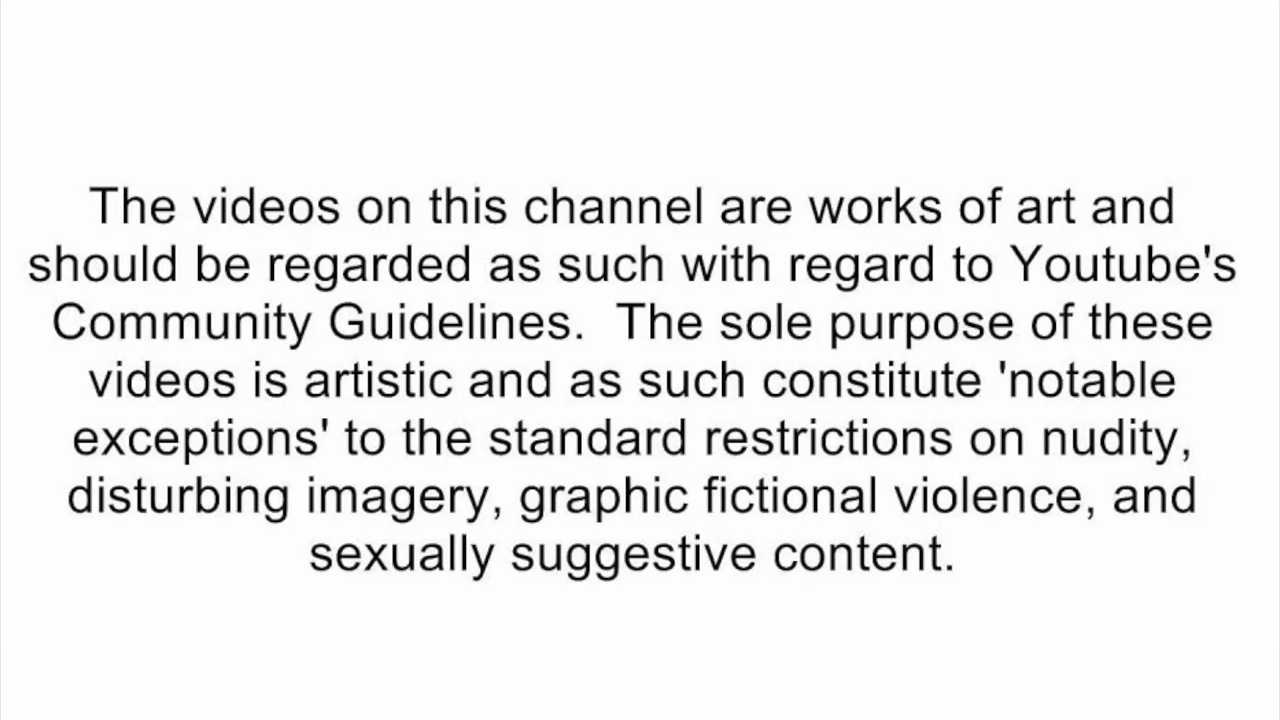 The videos on this channel are works of art and
should be regarded as such with regard to Youtube's
Community Guidelines.  The sole purpose of these
videos is artistic and as such constitute 'notable
exceptions' to the standard restrictions on nudity,
disturbing imagery, graphic fictional violence, and
sexually suggestive content.